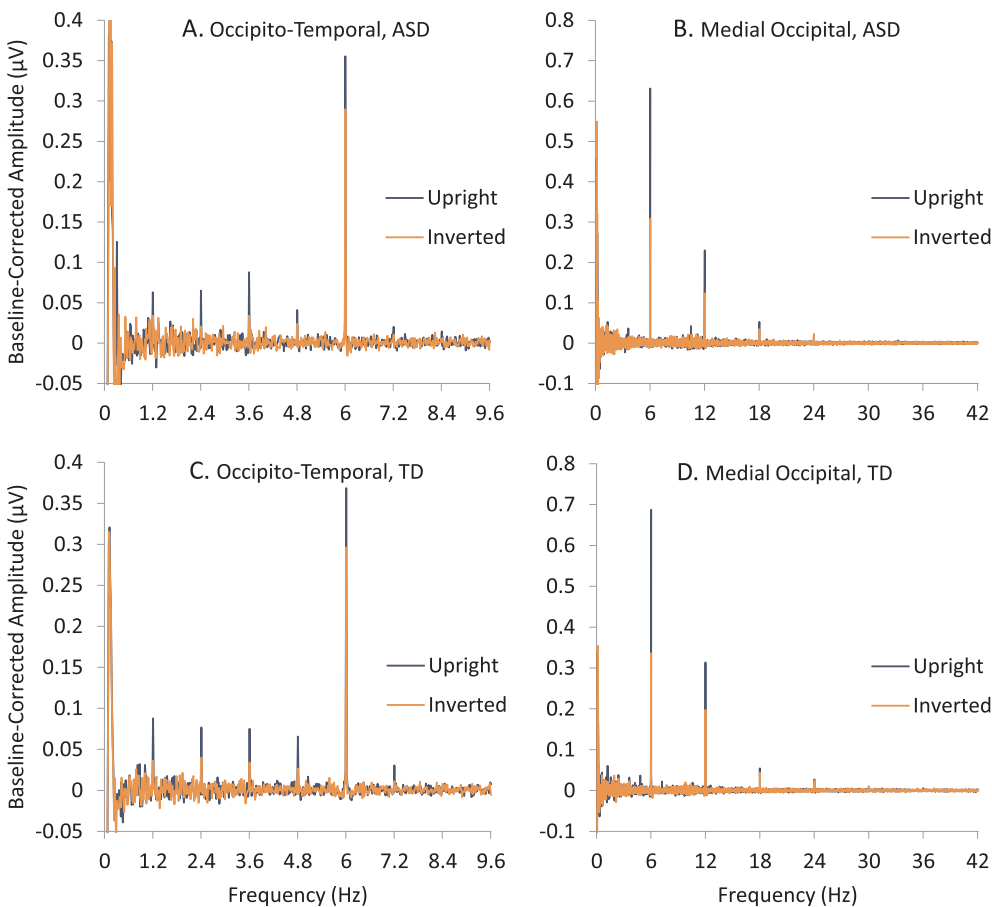 A. Occipito-Temporal, ASD
Baseline-Corrected Amplitude (µV)
0.4
0.35
0.3
0.25
0.2
0.15
0.1
0.05
0
-0.05
Upright
Inverted
0 1.2 2.4 3.6 4.8 6 7.2 8.4 9.6
B. Medial Occipital, ASD
0.8
0.7
0.6
0.5
0.4
0.3
0.2
0.1
0
-0.1
Upright
Inverted
0 6 12 18 24 30 36 42
C. Occipito-Temporal, TD
Baseline-Corrected Amplitude (µV)
0.4
0.35
0.3
0.25
0.2
0.15
0.1
0.05
0
-0.05
Upright
Inverted
0 1.2 2.4 3.6 4.8 6 7.2 8.4 9.6
Frequency (Hz)
D. Medial Occipital, TD
0.8
0.7
0.6
0.5
0.4
0.3
0.2
0.1
0
-0.1
Upright
Inverted
0 6 12 18 24 30 36 42
Frequency (Hz)